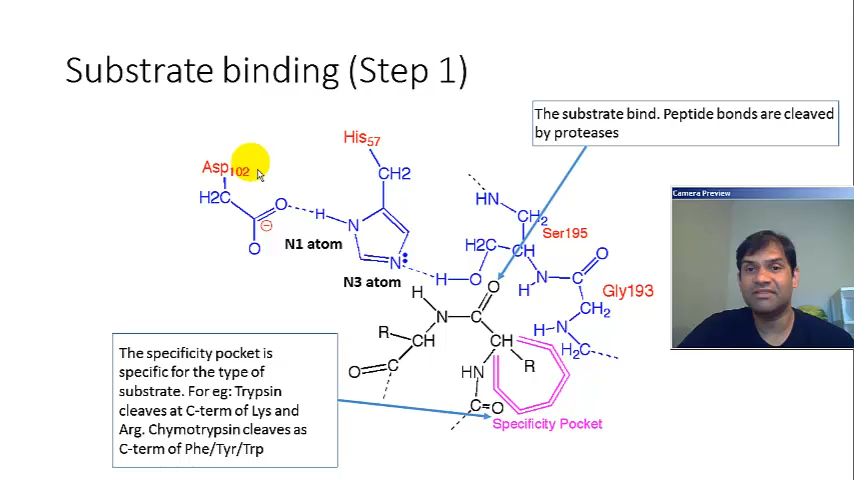 Substrate binding (Step 1)
The substrate bind. Peptide bonds are cleaved
by proteases
Camera Preview
His57
Asp102
CH2
H2C
O
H
N
N1 atom
O
N
N3 atom
H
O
HN
CH2
Ser195
H2C
CH
N
H
C
O
Gly193
CH2
H
N
H2C
H
O
N
C
R
CH
CH
R
O
C
HN
C
O
Specificity Pocket
The specificity pocket is
specific for the type of
substrate. For eg: Trypsin
cleaves at C-term of Lys and
Arg. Chymotrypsin cleaves as
C-term of Phe/Tyr/Trp